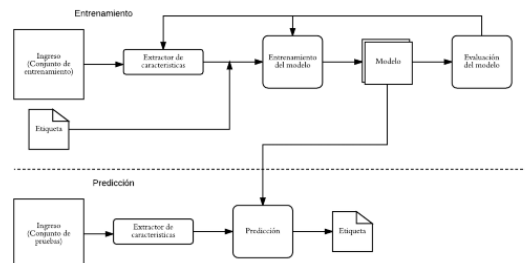 Entrenamiento
Ingreso
(Conjunto de
entrenamiento)
Extractor de
características
Entrenamiento
del modelo
Modelo
Evaluación
del modelo
Etiqueta
Predicción
Ingreso
(Conjunto de
pruebas)
Extractor de
características
Predicción
Etiqueta